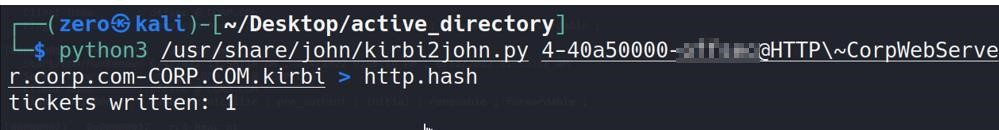 ┌──(zero㉿kali)-[~/Desktop/active_directory]
└─$ python3 /usr/share/john/kirbi2john.py 4-40a50000-@HTTP\~CorpWebServe
r.corp.com-CORP.COM.kirbi > http.hash
tickets written: 1